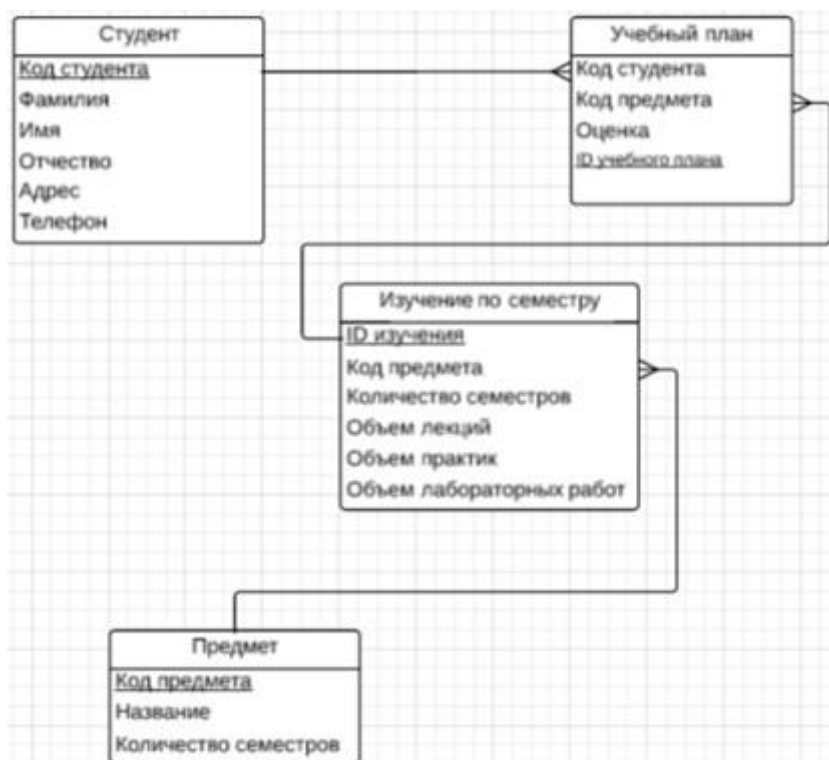 Студент
Код студента
Фамилия
Имя
Отчество
Адрес
Телефон
Учебный план
Код студента
Код предмета
Оценка
ID учебного плана
Изучение по семестру
ID изучения
Код предмета
Количество семестров
Объем лекций
Объем практик
Объем лабораторных работ
Предмет
Код предмета
Название
Количество семестров